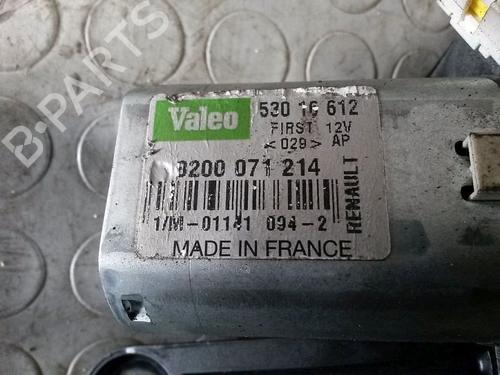 B-PARTS
Valeo
530 16 612
FIRST 12V
<029> AP
8200 071 214
1/M-01141 094-2
RENAULT
MADE IN FRANCE